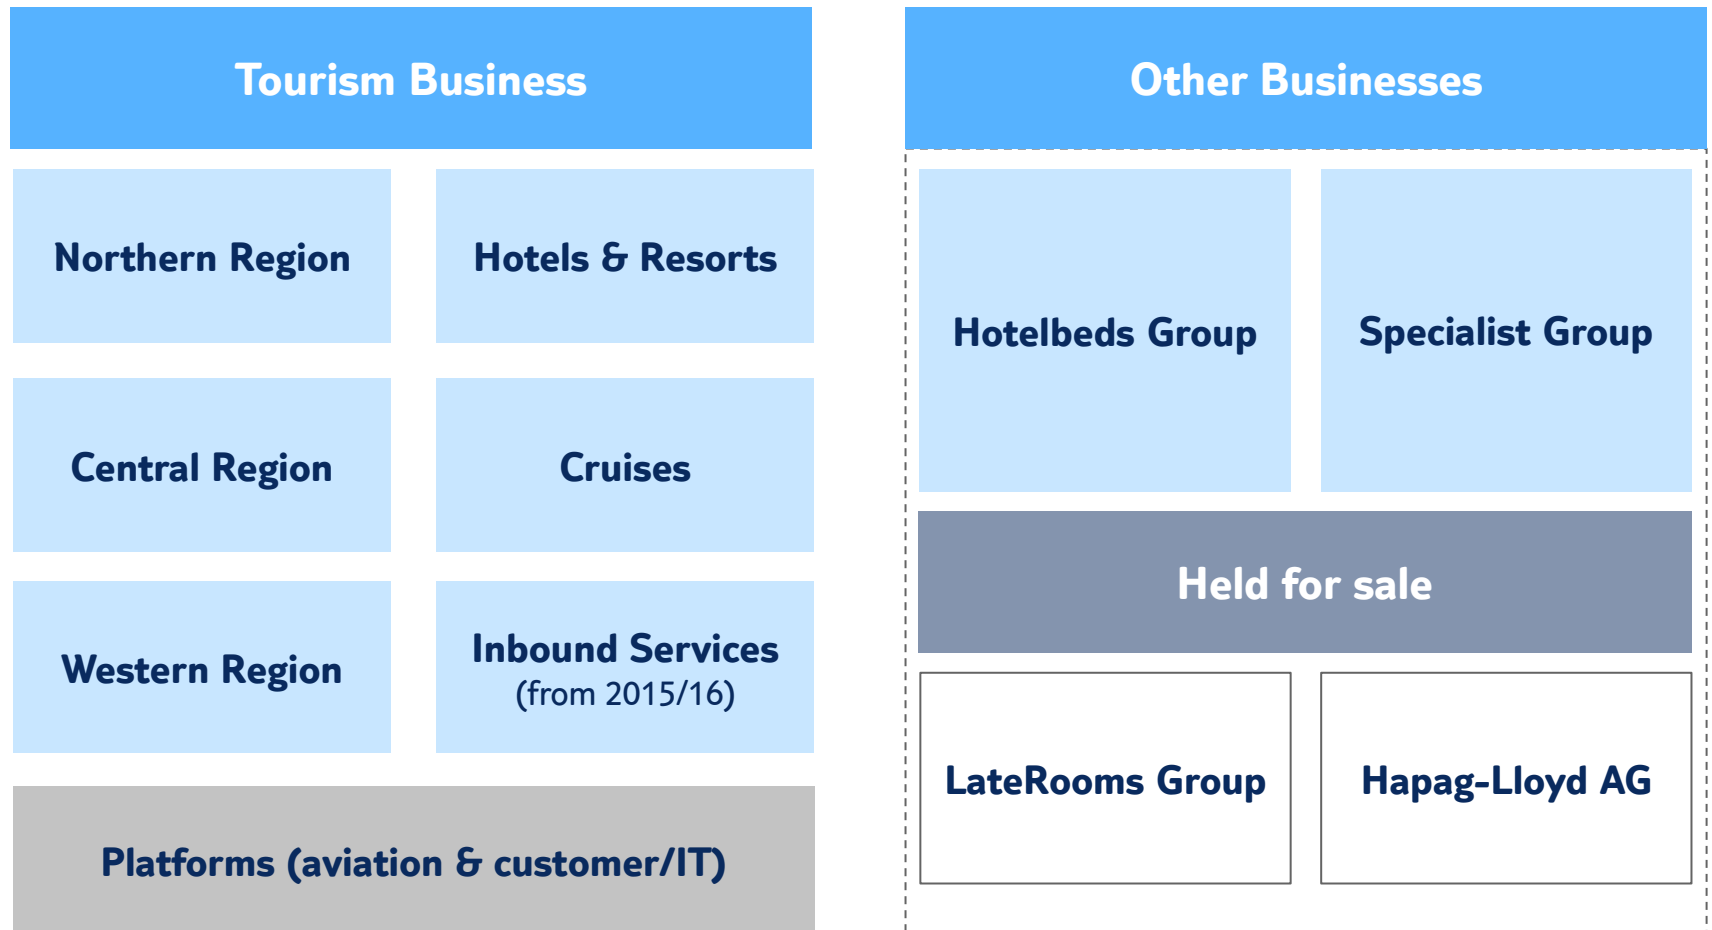 Tourism Business
Northern Region
Hotels & Resorts
Central Region
Cruises
Western Region
Inbound Services
(from 2015/16)
Platforms (aviation & customer/IT)
Other Businesses
Hotelbeds Group
Specialist Group
Held for sale
LateRooms Group
Hapag-Lloyd AG